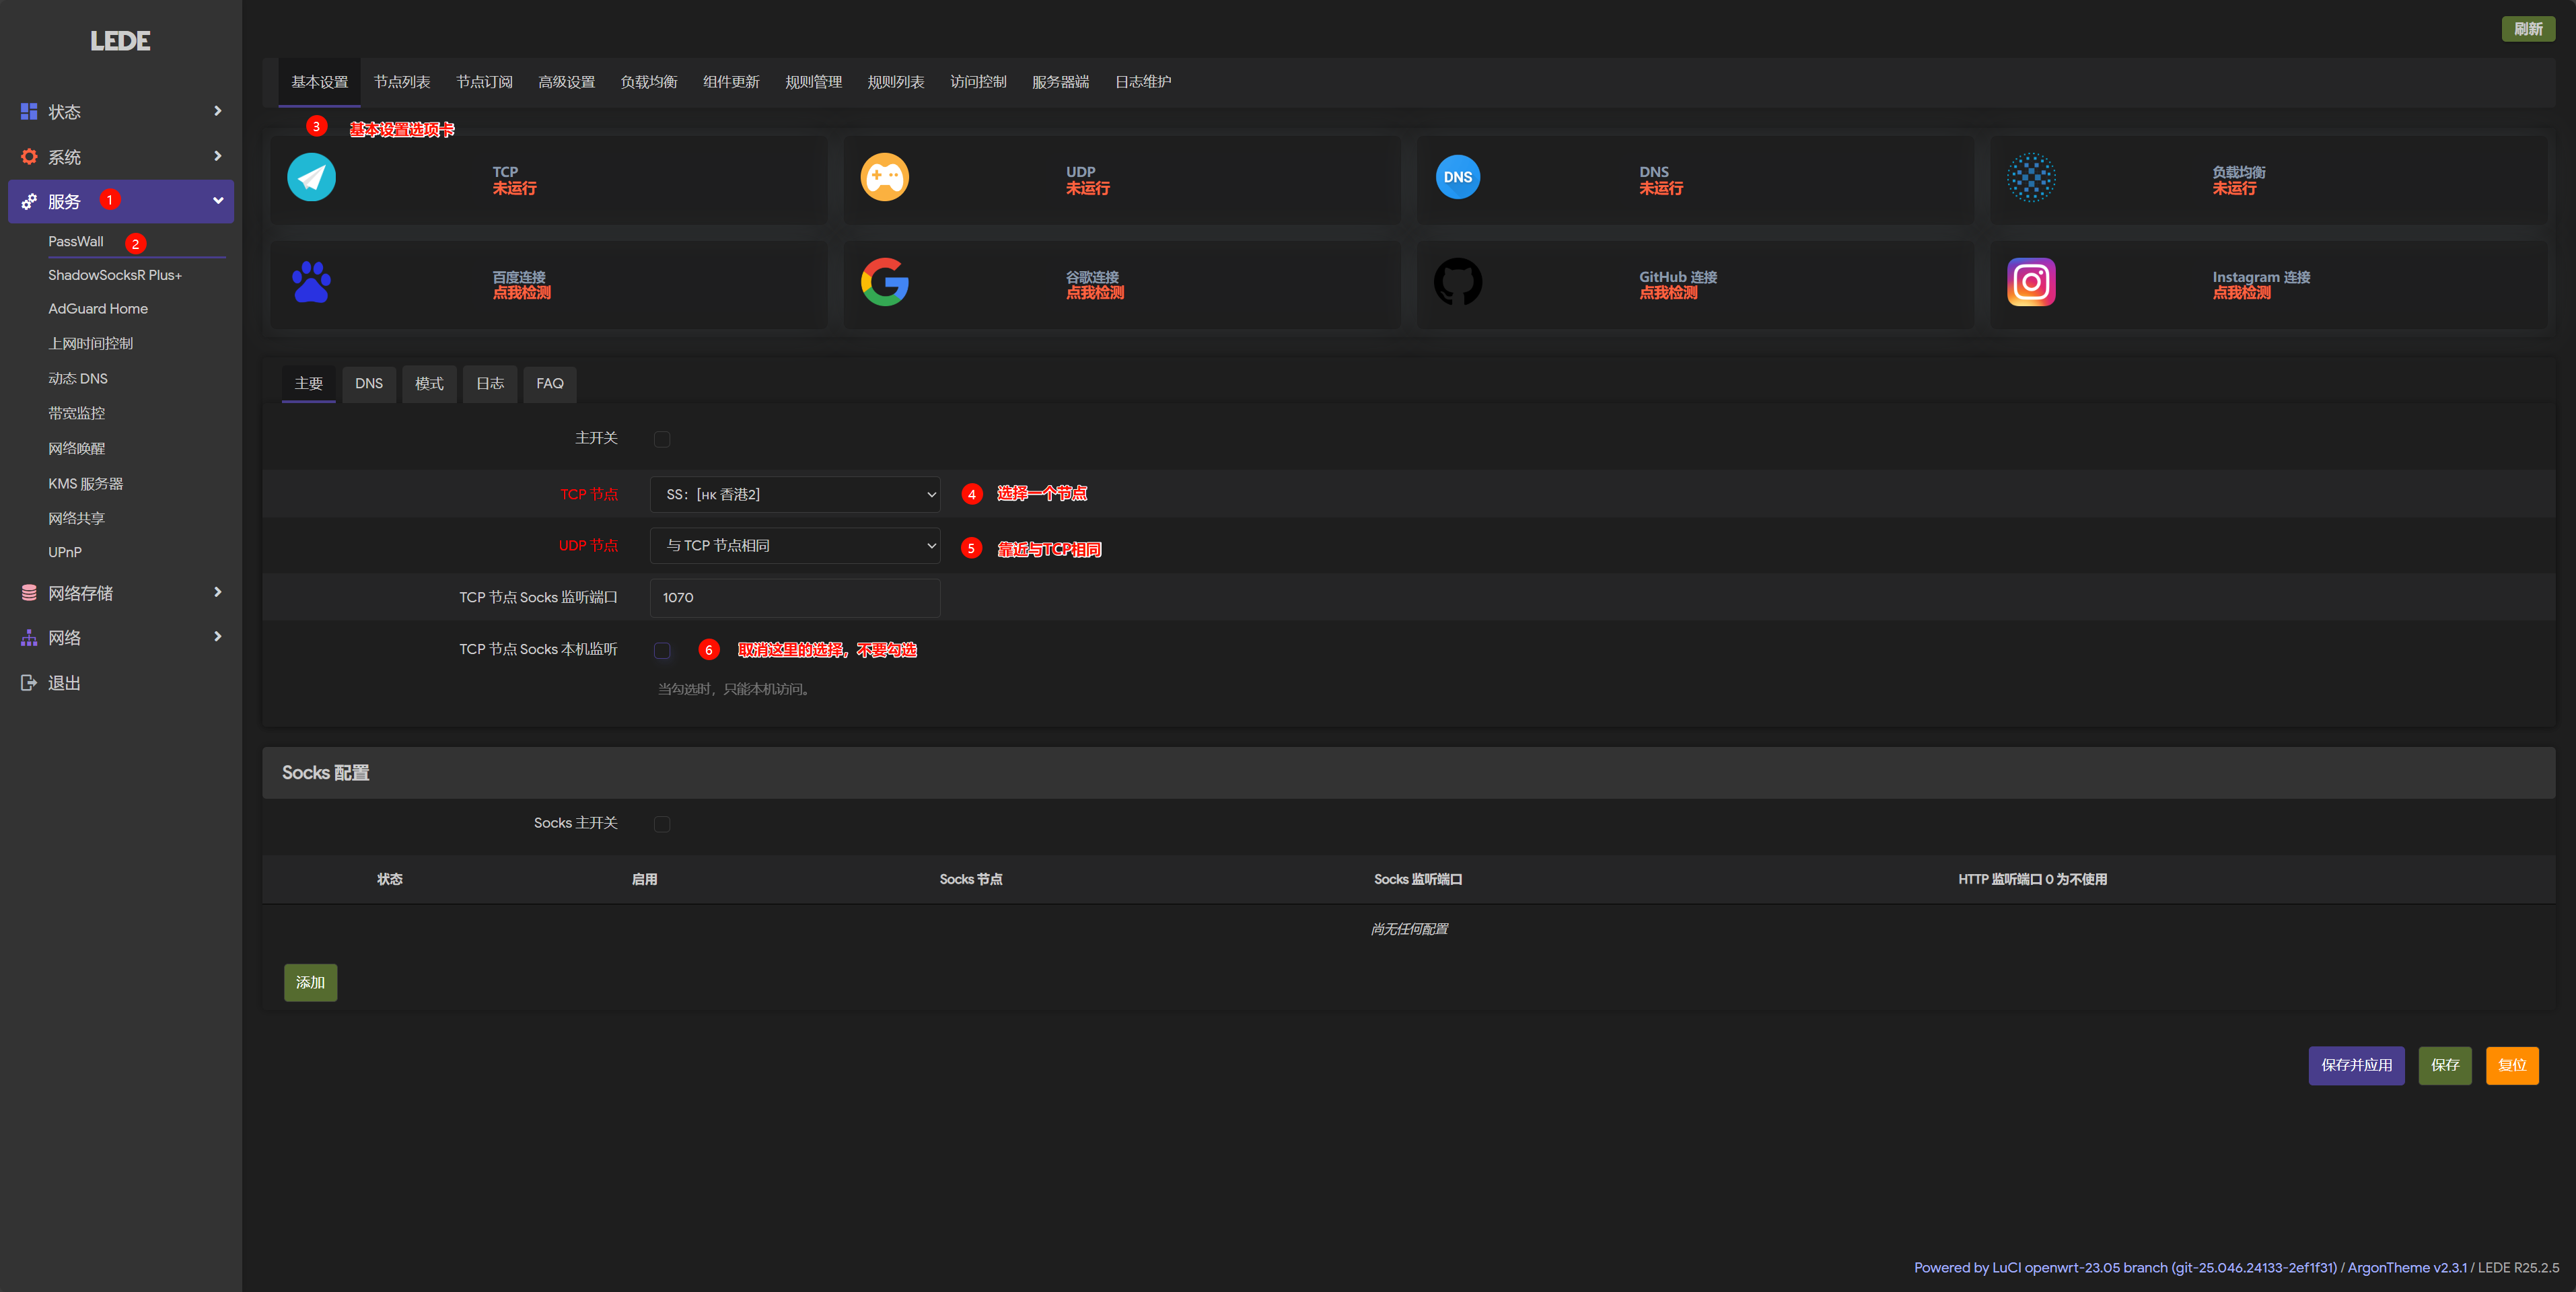 LEDE
状态
系统
服务 1
PassWall 2
ShadowSocksR Plus+
AdGuard Home
上网时间控制
动态 DNS
带宽监控
网络唤醒
KMS 服务器
网络共享
UPnP
网络存储
网络
退出
刷新
基本设置 节点列表 节点订阅 高级设置 负载均衡 组件更新 规则管理 规则列表 访问控制 服务器端 日志维护
3 基本设置选项卡
TCP
未运行
UDP
未运行
DNS
DNS
未运行
负载均衡
未运行
百度连接
点我检测
谷歌连接
点我检测
GitHub 连接
点我检测
Instagram 连接
点我检测
主要 DNS 模式 日志 FAQ
主开关
TCP 节点 SS：[HK 香港2] 4 选择一个节点
UDP 节点 与 TCP 节点相同 5 靠近与TCP相同
TCP 节点 Socks 监听端口 1070
TCP 节点 Socks 本机监听 6 取消这里的选择，不要勾选
当勾选时，只能本机访问。
Socks 配置
Socks 主开关
状态 启用 Socks 节点 Socks 监听端口 HTTP 监听端口 0 为不使用
尚无任何配置
添加
保存并应用 保存 复位
Powered by LuCI openwrt-23.05 branch (git-25.046.24133-2ef1f31) / ArgonTheme v2.3.1 / LEDE R25.2.5